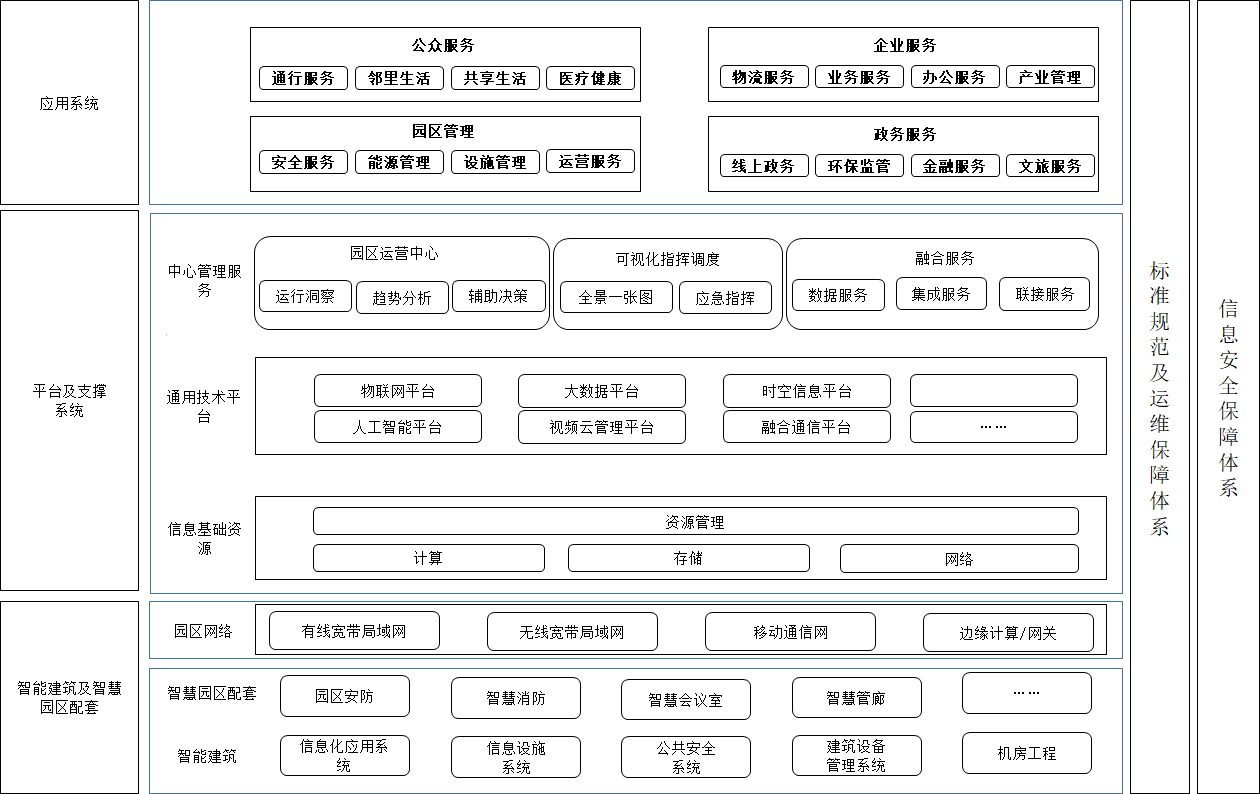 应用系统
公众服务
通行服务 邻里生活 共享生活 医疗健康
企业服务
物流服务 业务服务 办公服务 产业管理
园区管理
安全服务 能源管理 设施管理 运营服务
政务服务
线上政务 环保监管 金融服务 文旅服务
平台及支撑
系统
中心管理服
务
园区运营中心
运行洞察 趋势分析 辅助决策
可视化指挥调度
全景一张图 应急指挥
融合服务
数据服务 集成服务 联接服务
通用技术平
台
物联网平台 大数据平台 时空信息平台
人工智能平台 视频云管理平台 融合通信平台 ……
信息基础资
源
资源管理
计算 存储 网络
智能建筑及智慧
园区配套
园区网络
有线宽带局域网 无线宽带局域网 移动通信网 边缘计算/网关
智慧园区配套
园区安防 智慧消防 智慧会议室 智慧管廊 ……
智能建筑
信息化应用系
统
信息设施
系统
公共安全
系统
建筑设备
管理系统
机房工程
标准规范及运维保障体系
信息安全保障体系